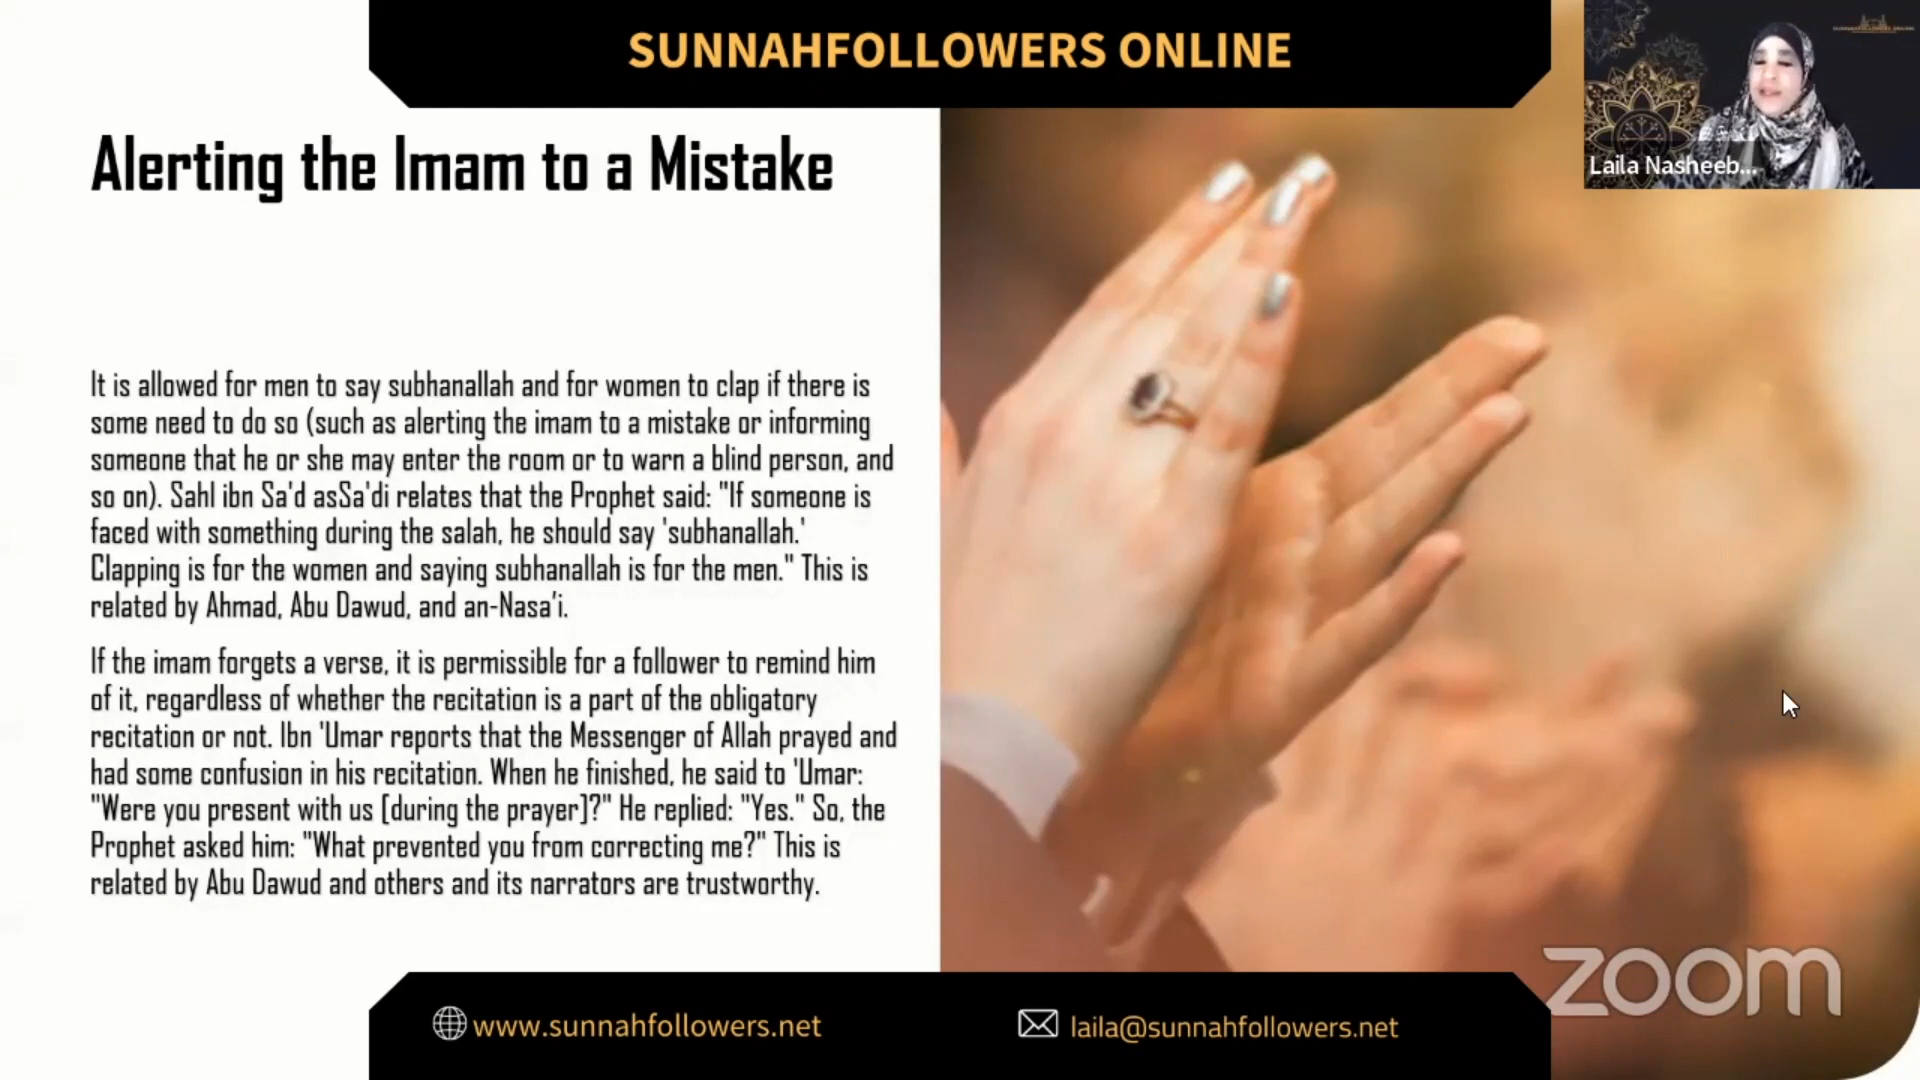 SUNNAHFOLLOWERS ONLINE
Laila Nasheeb...
Alerting the Imam to a Mistake
It is allowed for men to say subhanallah and for women to clap if there is
some need to do so (such as alerting the imam to a mistake or informing
someone that he or she may enter the room or to warn a blind person, and
so on). Sahl ibn Sa'd asSa'di relates that the Prophet said: "If someone is
faced with something during the salah, he should say 'subhanallah.'
Clapping is for the women and saying subhanallah is for the men." This is
related by Ahmad, Abu Dawud, and an-Nasa'i.
If the imam forgets a verse, it is permissible for a follower to remind him
of it, regardless of whether the recitation is a part of the obligatory
recitation or not. Ibn 'Umar reports that the Messenger of Allah prayed and
had some confusion in his recitation. When he finished, he said to 'Umar:
"Were you present with us [during the prayer]?" He replied: "Yes." So, the
Prophet asked him: "What prevented you from correcting me?" This is
related by Abu Dawud and others and its narrators are trustworthy.
zoom
www.sunnahfollowers.net
laila@sunnahfollowers.net